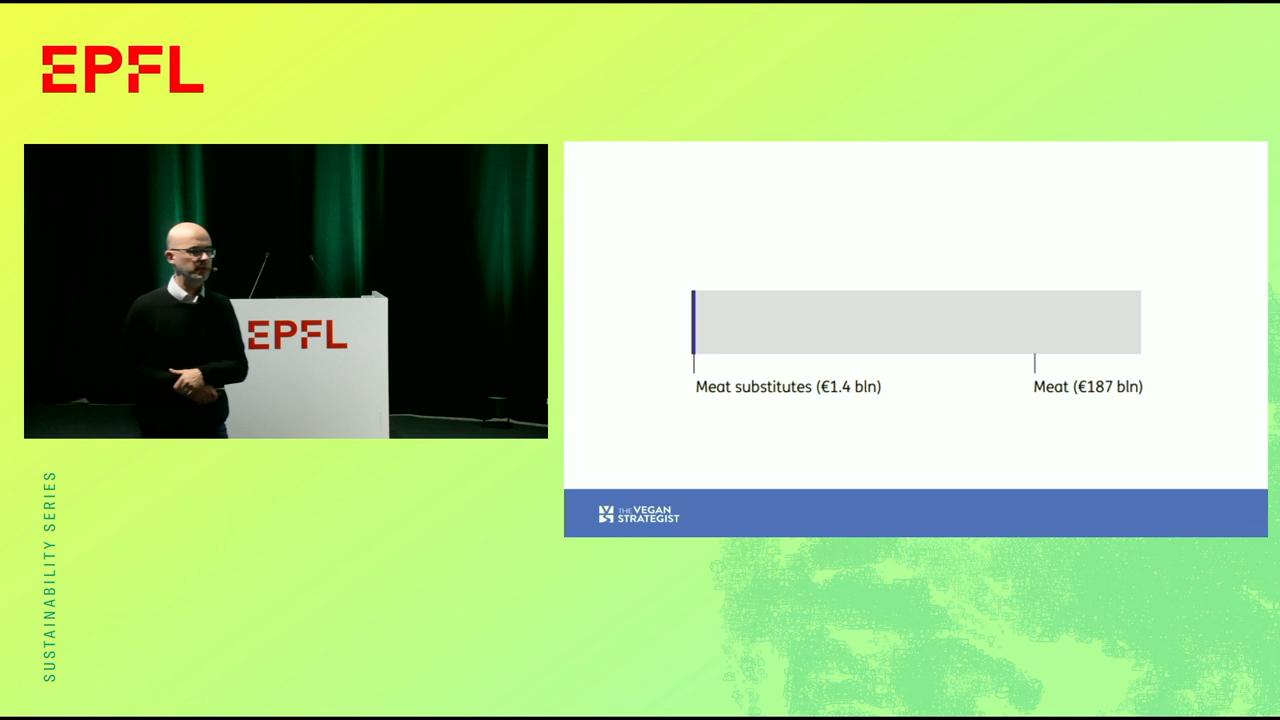 EPFL
EPFL
Meat substitutes (€1.4 bln)
Meat (€187 bln)
THE VEGAN
STRATEGIST
SUSTAINABILITY SERIES